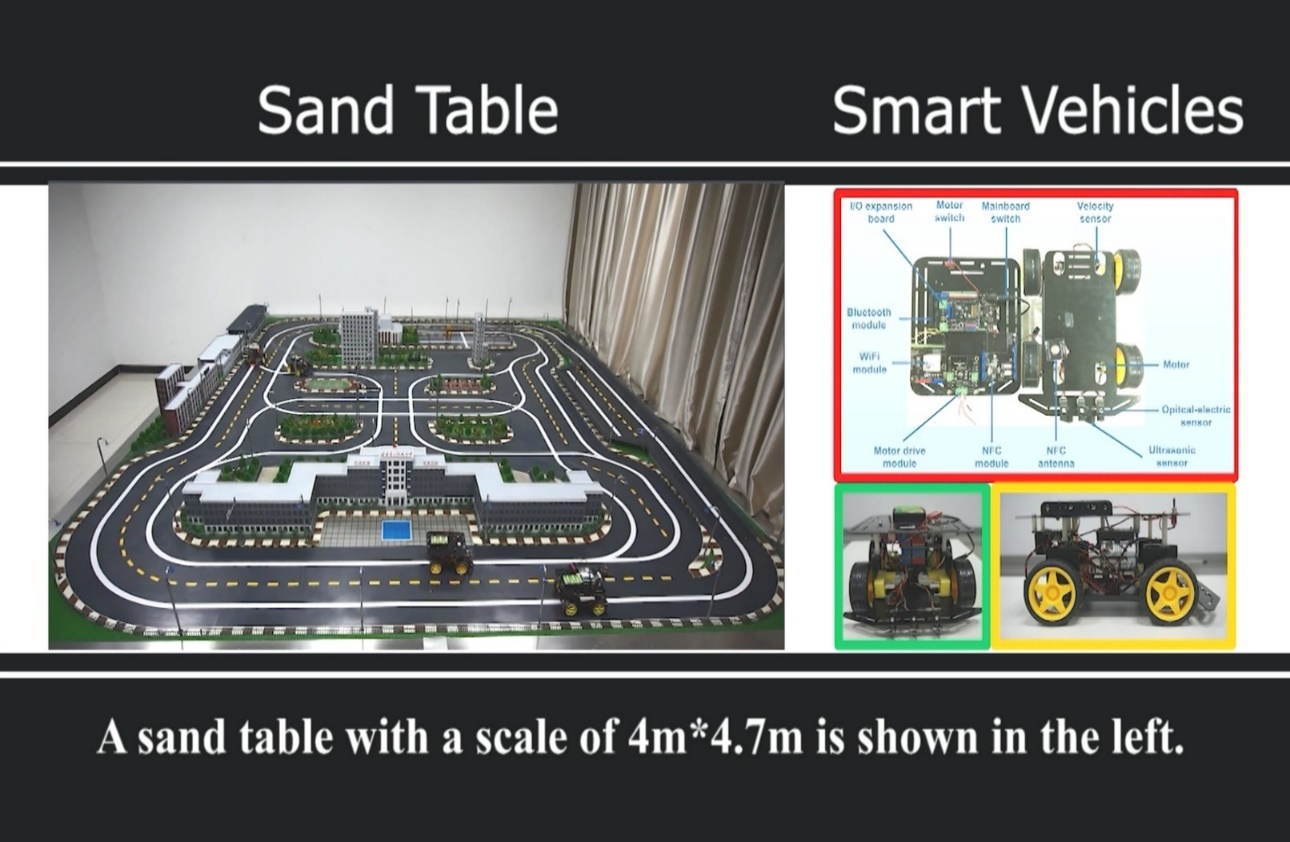 Sand Table
Smart Vehicles
I/O expansion
board
Motor
switch
Mainboard
switch
Velocity
sensor
Bluetooth
module
WiFi
module
Motor
Opitcal-electric
sensor
Motor drive
module
NFC
module
NFC
antenna
Ultrasonic
sensor
A sand table with a scale of 4m*4.7m is shown in the left.